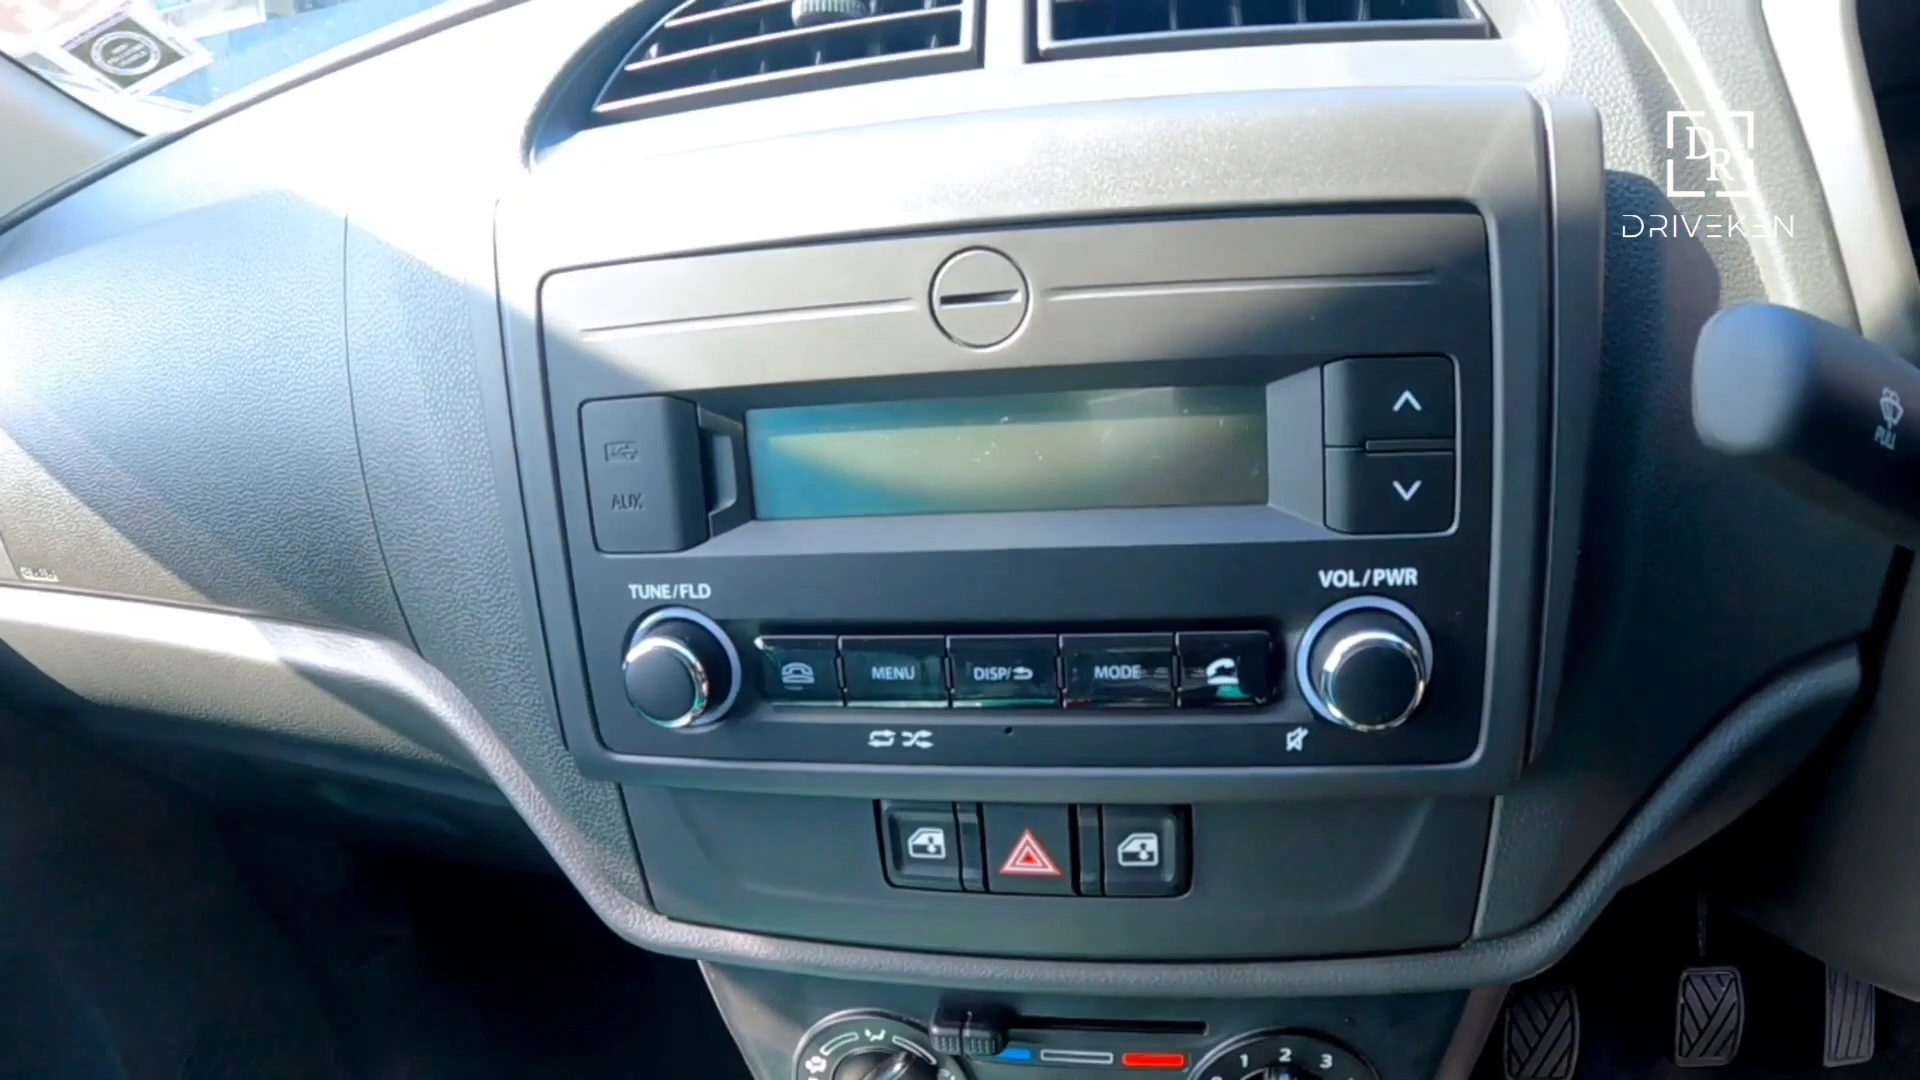 DR
DRIVEKEN
PULL
AUX
TUNE/FLD
VOL/PWR
MENU
DISP/
MODE
1 2 3